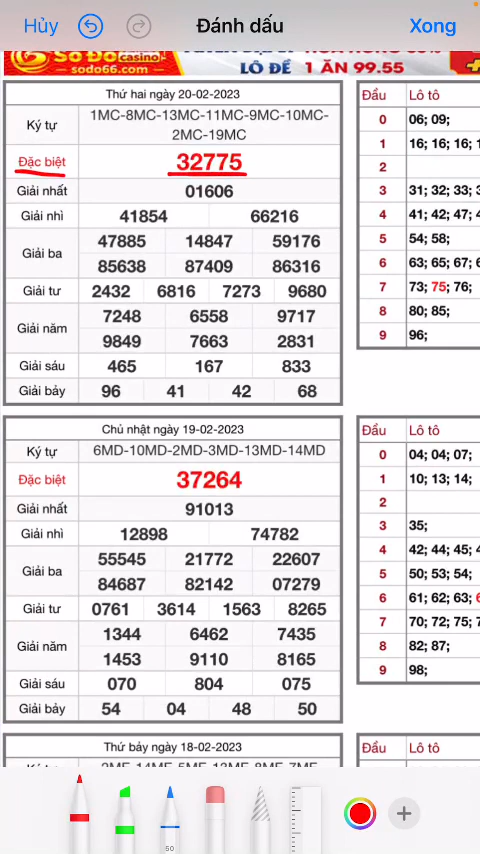 Hủy Đánh dấu Xong
SODO casino
sodo66.com
LÔ ĐỀ 1 ĂN 99.55
Thứ hai ngày 20-02-2023
Ký tự 1MC-8MC-13MC-11MC-9MC-10MC-
2MC-19MC
Đặc biệt 32775
Giải nhất 01606
Giải nhì 41854 66216
Giải ba 47885 14847 59176
85638 87409 86316
Giải tư 2432 6816 7273 9680
Giải năm 7248 6558 9717
9849 7663 2831
Giải sáu 465 167 833
Giải bảy 96 41 42 68
Đầu Lô tô
0 06; 09;
1 16; 16; 16; 1
2
3 31; 32; 33; 3
4 41; 42; 47; 4
5 54; 58;
6 63; 65; 67; 6
7 73; 75; 76;
8 80; 85;
9 96;
Chủ nhật ngày 19-02-2023
Ký tự 6MD-10MD-2MD-3MD-13MD-14MD
Đặc biệt 37264
Giải nhất 91013
Giải nhì 12898 74782
Giải ba 55545 21772 22607
84687 82142 07279
Giải tư 0761 3614 1563 8265
Giải năm 1344 6462 7435
1453 9110 8165
Giải sáu 070 804 075
Giải bảy 54 04 48 50
Đầu Lô tô
0 04; 04; 07;
1 10; 13; 14;
2
3 35;
4 42; 44; 45; 4
5 50; 53; 54;
6 61; 62; 63; 6
7 70; 72; 75; 7
8 82; 87;
9 98;
Thứ bảy ngày 18-02-2023
Đầu Lô tô
50